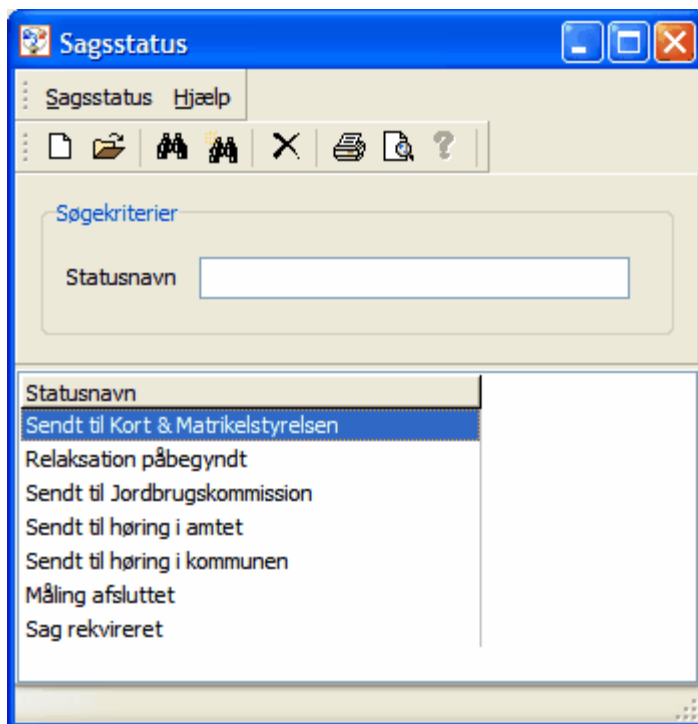 Sagsstatus
Sagsstatus Hjælp
Søgekriterier
Statusnavn
Statusnavn
Sendt til Kort & Matrikelstyrelsen
Relaksation påbegyndt
Sendt til Jordbrugskommission
Sendt til høring i amtet
Sendt til høring i kommunen
Måling afsluttet
Sag rekvireret